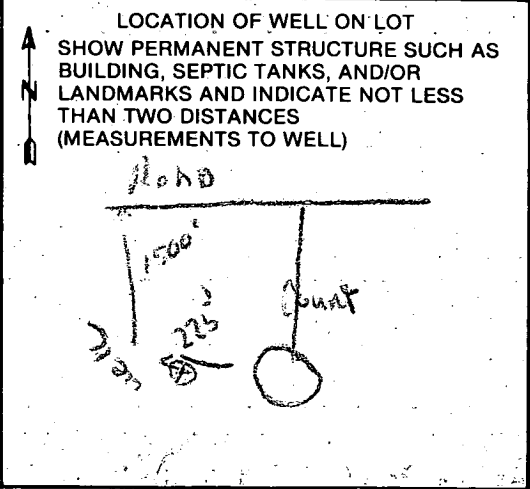 LOCATION OF WELL ON LOT
SHOW PERMANENT STRUCTURE SUCH AS
BUILDING, SEPTIC TANKS, AND/OR
LANDMARKS AND INDICATE NOT LESS
THAN TWO DISTANCES
(MEASUREMENTS TO WELL)
N
ROAD
1500'
225'
Court